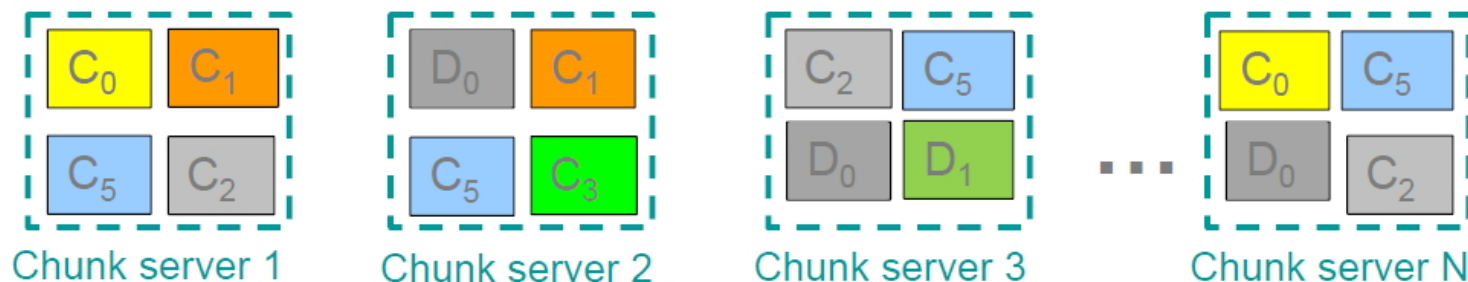 C₀ C₁ D₀ C₁ C₂ C₅ C₀ C₅
C₅ C₂ C₅ C₃ D₀ D₁ ... D₀ C₂
Chunk server 1 Chunk server 2 Chunk server 3 Chunk server N